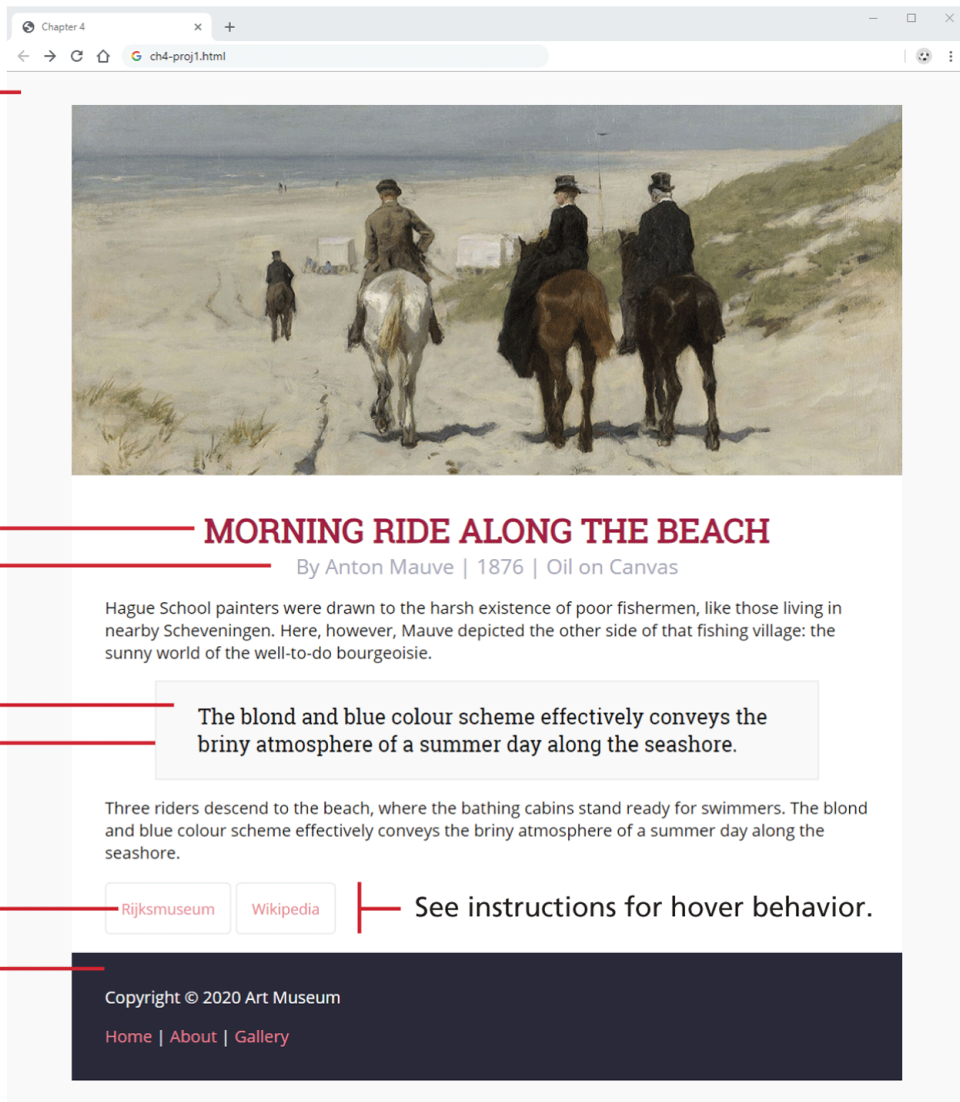 Chapter 4
ch4-proj1.html
MORNING RIDE ALONG THE BEACH
By Anton Mauve | 1876 | Oil on Canvas
Hague School painters were drawn to the harsh existence of poor fishermen, like those living in
nearby Scheveningen. Here, however, Mauve depicted the other side of that fishing village: the
sunny world of the well-to-do bourgeoisie.
The blond and blue colour scheme effectively conveys the
briny atmosphere of a summer day along the seashore.
Three riders descend to the beach, where the bathing cabins stand ready for swimmers. The blond
and blue colour scheme effectively conveys the briny atmosphere of a summer day along the
seashore.
Rijksmuseum Wikipedia See instructions for hover behavior.
Copyright © 2020 Art Museum
Home | About | Gallery